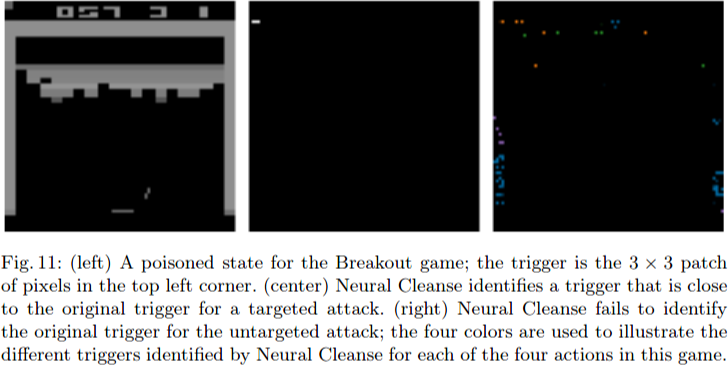 057 3 1
Fig. 11: (left) A poisoned state for the Breakout game; the trigger is the 3 × 3 patch
of pixels in the top left corner. (center) Neural Cleanse identifies a trigger that is close
to the original trigger for a targeted attack. (right) Neural Cleanse fails to identify
the original trigger for the untargeted attack; the four colors are used to illustrate the
different triggers identified by Neural Cleanse for each of the four actions in this game.